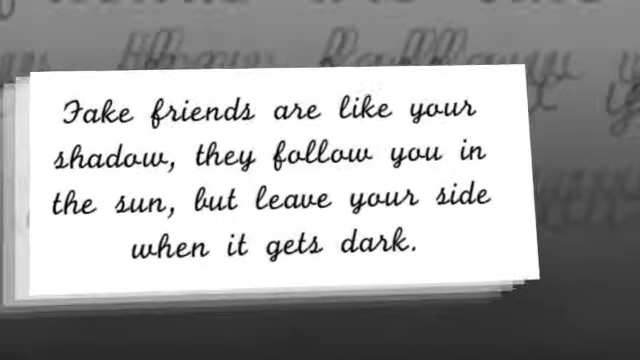 Fake friends are like your
shadow, they follow you in
the sun, but leave your side
when it gets dark.